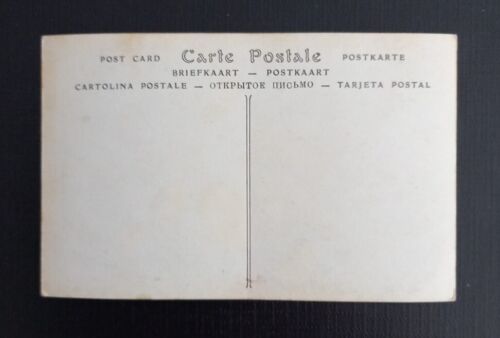 POST CARD Carte Postale POSTKARTE
BRIEFKAART — POSTKAART
CARTOLINA POSTALE — ОТКРЫТОЕ ПИСЬМО — TARJETA POSTAL